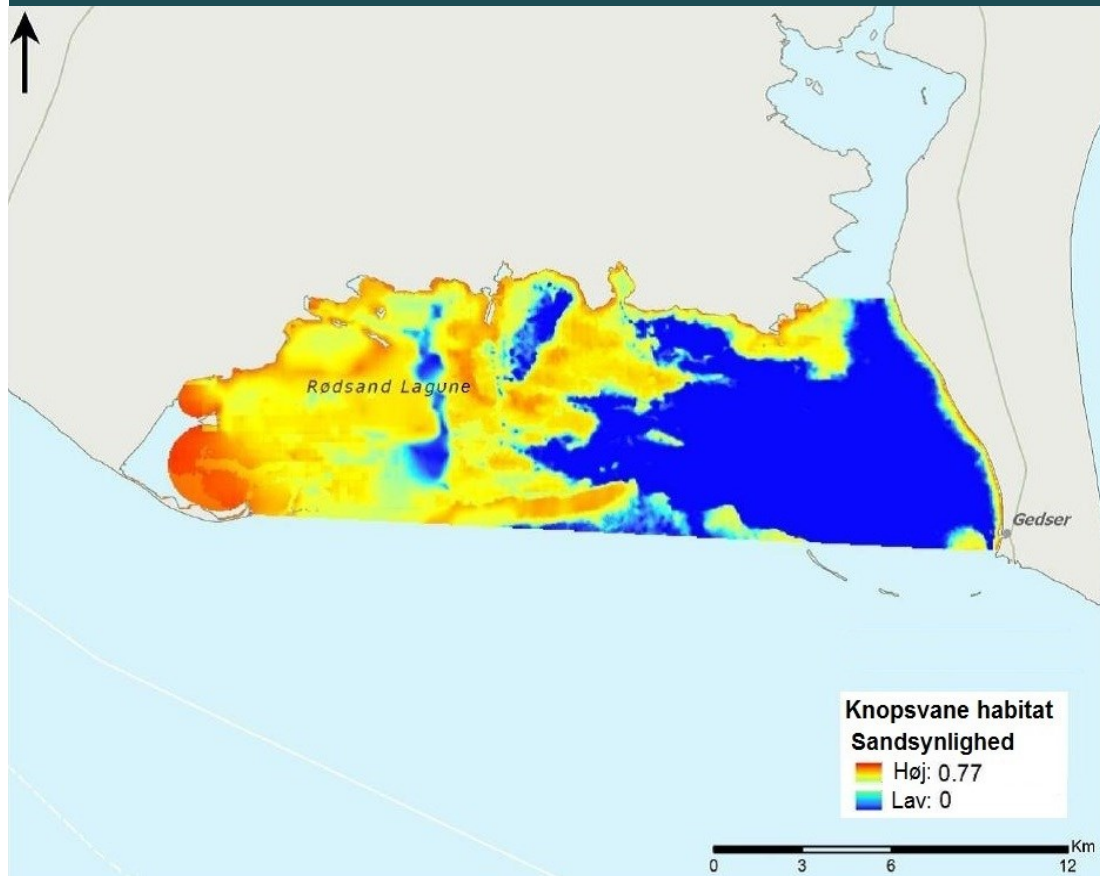 Rødsand Lagune
Gedser
Knopsvane habitat
Sandsynlighed
Høj: 0.77
Lav: 0
Km
0 3 6 12